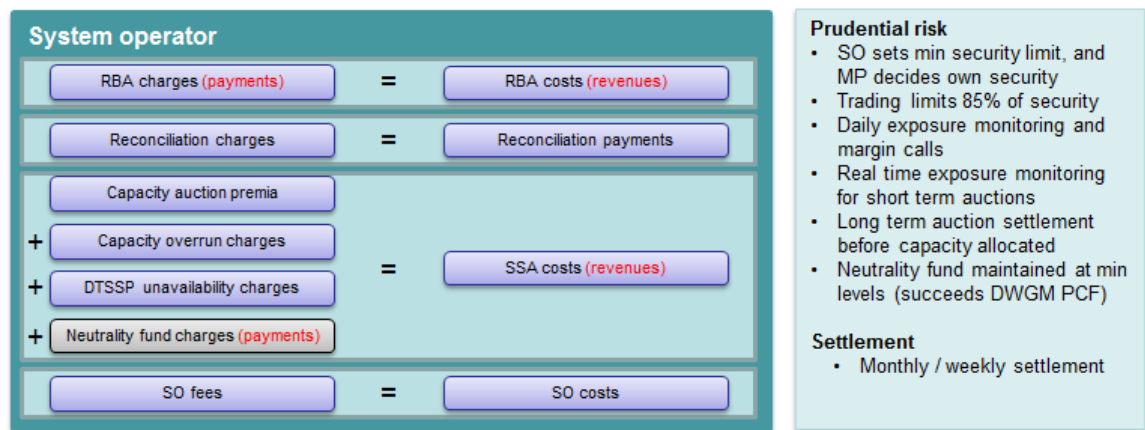 System operator
RBA charges (payments) = RBA costs (revenues)
Reconciliation charges = Reconciliation payments
Capacity auction premia
+ Capacity overrun charges
+ DTSSP unavailability charges
= SSA costs (revenues)
+ Neutrality fund charges (payments)
SO fees = SO costs
Prudential risk
• SO sets min security limit, and
MP decides own security
• Trading limits 85% of security
• Daily exposure monitoring and
margin calls
• Real time exposure monitoring
for short term auctions
• Long term auction settlement
before capacity allocated
• Neutrality fund maintained at min
levels (succeeds DWGM PCF)
Settlement
• Monthly / weekly settlement